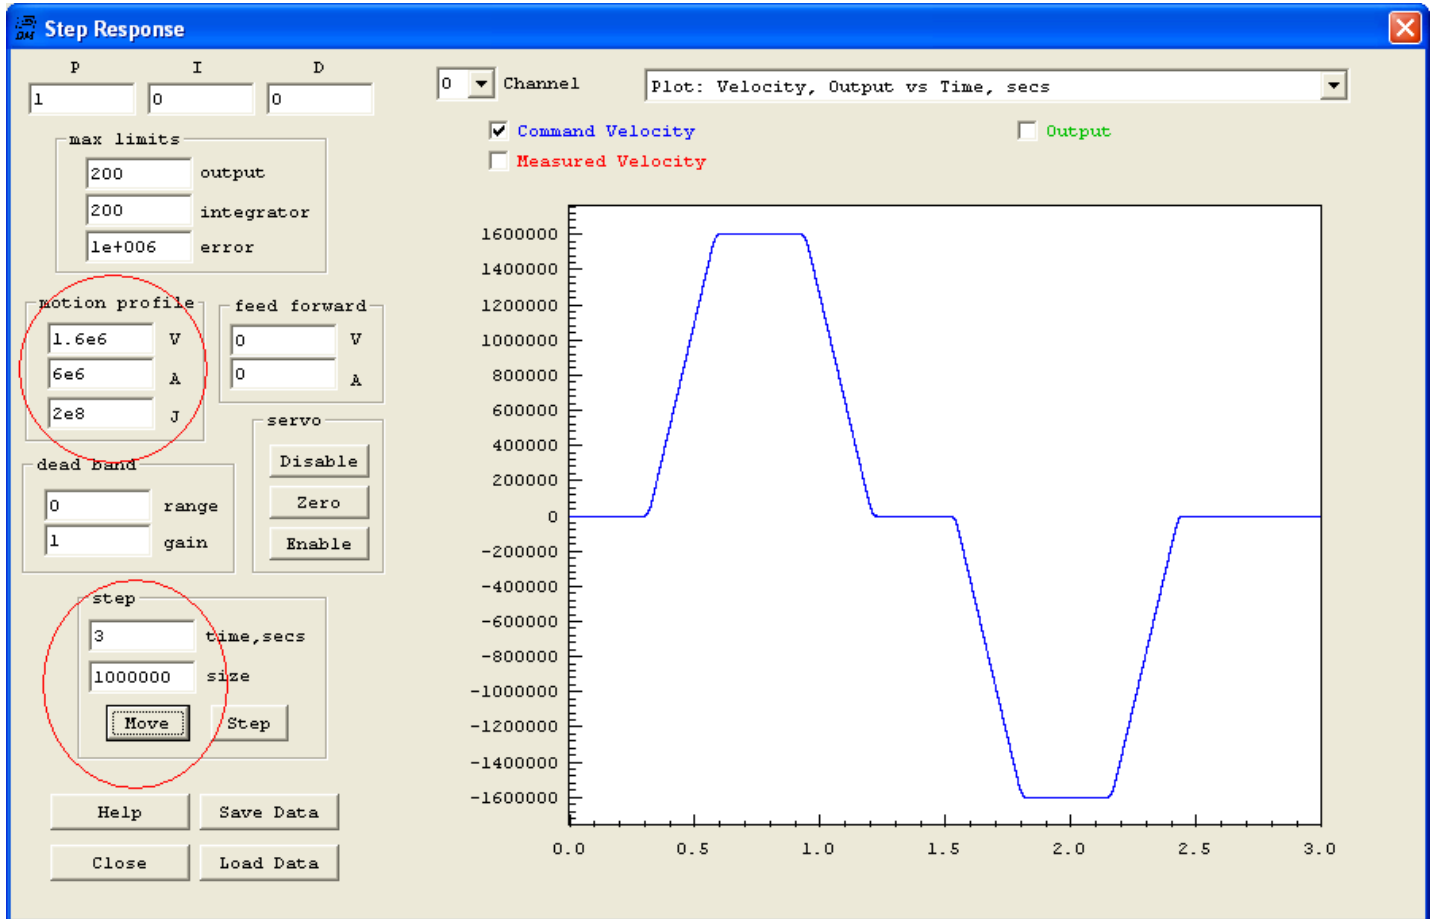 Step Response
P I D
1 0 0
max limits
200 output
200 integrator
1e+006 error
motion profile
1.6e6 V
6e6 A
2e8 J
feed forward
0 V
0 A
servo
Disable
Zero
Enable
dead band
0 range
1 gain
step
3 time,secs
1000000 size
Move Step
Help Save Data
Close Load Data
0 Channel
Plot: Velocity, Output vs Time, secs
Command Velocity
Output
Measured Velocity
1600000
1400000
1200000
1000000
800000
600000
400000
200000
0
-200000
-400000
-600000
-800000
-1000000
-1200000
-1400000
-1600000
0.0 0.5 1.0 1.5 2.0 2.5 3.0